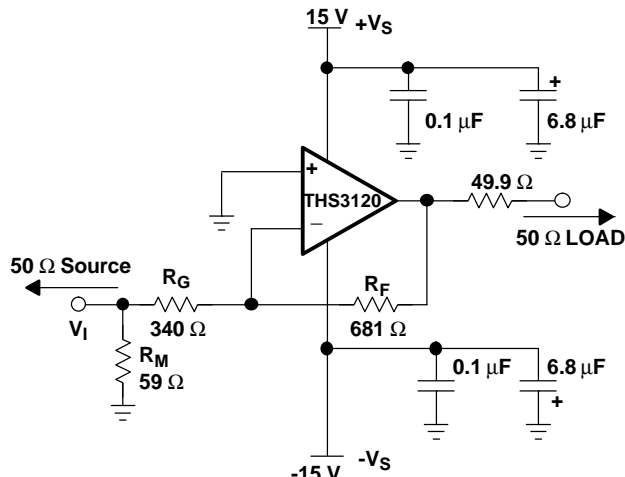 15 V +VS
+
0.1 μF 6.8 μF
+
THS3120
−
49.9 Ω
50 Ω LOAD
50 Ω Source
RG
RF
VI
340 Ω
681 Ω
RM
59 Ω
0.1 μF 6.8 μF
+
-VS
-15 V